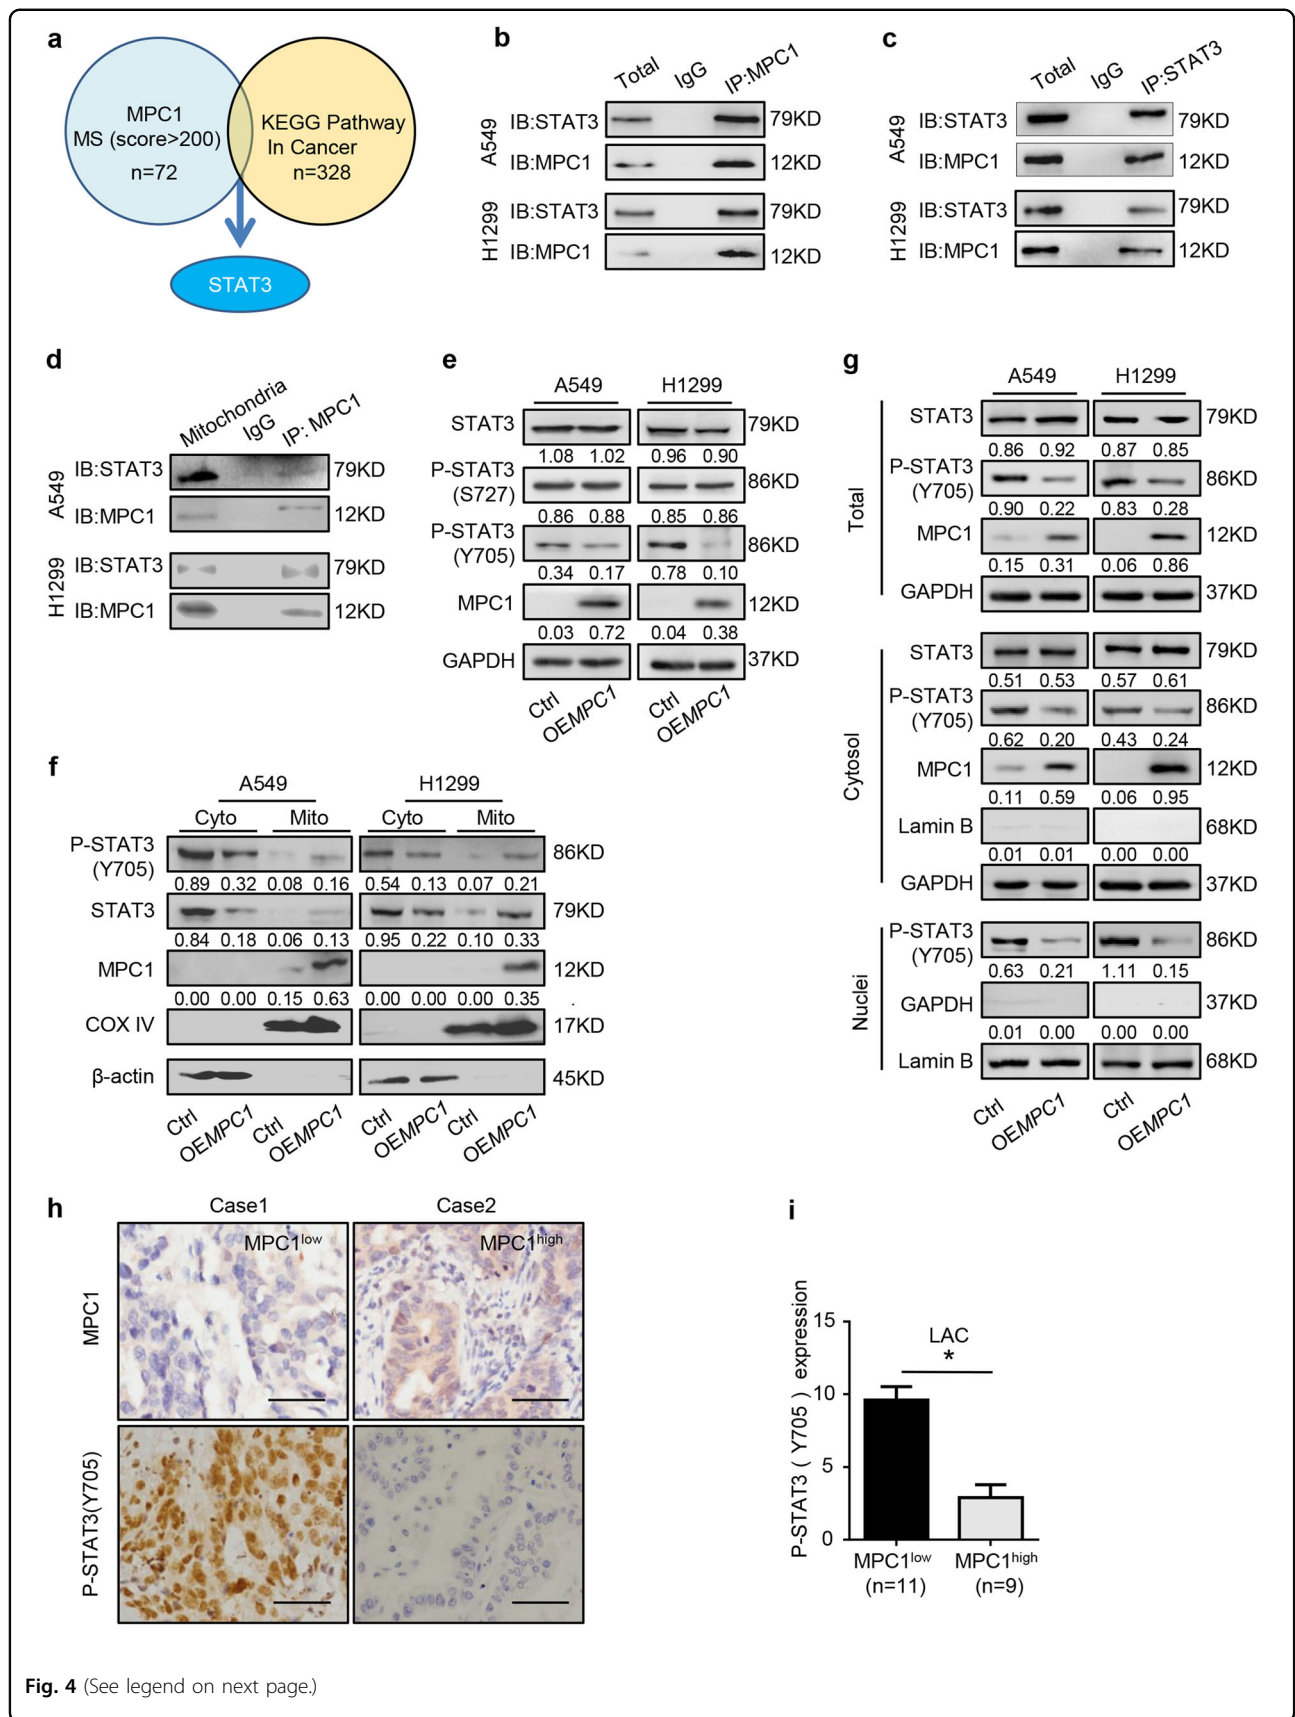 a
MPC1
MS (score>200)
n=72
KEGG Pathway
In Cancer
n=328
STAT3
b
Total IgG IP:MPC1
A549
IB:STAT3 79KD
IB:MPC1 12KD
H1299
IB:STAT3 79KD
IB:MPC1 12KD
c
Total IgG IP:STAT3
A549
IB:STAT3 79KD
IB:MPC1 12KD
H1299
IB:STAT3 79KD
IB:MPC1 12KD
d
Mitochondria IgG IP: MPC1
A549
IB:STAT3 79KD
IB:MPC1 12KD
H1299
IB:STAT3 79KD
IB:MPC1 12KD
e
A549 H1299
STAT3 79KD
1.08 1.02 0.96 0.90
P-STAT3
(S727) 86KD
0.86 0.88 0.85 0.86
P-STAT3
(Y705) 86KD
0.34 0.17 0.78 0.10
MPC1 12KD
0.03 0.72 0.04 0.38
GAPDH 37KD
Ctrl OEMPC1 Ctrl OEMPC1
f
A549 H1299
Cyto Mito Cyto Mito
P-STAT3
(Y705) 86KD
0.89 0.32 0.08 0.16 0.54 0.13 0.07 0.21
STAT3 79KD
0.84 0.18 0.06 0.13 0.95 0.22 0.10 0.33
MPC1 12KD
0.00 0.00 0.15 0.63 0.00 0.00 0.00 0.35 .
COX IV 17KD
β-actin 45KD
Ctrl OEMPC1 Ctrl OEMPC1 Ctrl OEMPC1 Ctrl OEMPC1
g
A549 H1299
Total
STAT3 79KD
0.86 0.92 0.87 0.85
P-STAT3
(Y705) 86KD
0.90 0.22 0.83 0.28
MPC1 12KD
0.15 0.31 0.06 0.86
GAPDH 37KD
Cytosol
STAT3 79KD
0.51 0.53 0.57 0.61
P-STAT3
(Y705) 86KD
0.62 0.20 0.43 0.24
MPC1 12KD
0.11 0.59 0.06 0.95
Lamin B 68KD
0.01 0.01 0.00 0.00
GAPDH 37KD
Nuclei
P-STAT3
(Y705) 86KD
0.63 0.21 1.11 0.15
GAPDH 37KD
0.01 0.00 0.00 0.00
Lamin B 68KD
Ctrl OEMPC1 Ctrl OEMPC1
h
Case1 Case2
MPC1
MPC1low MPC1high
P-STAT3(Y705)
i
P-STAT3 ( Y705 ) expression
15
10
5
0
LAC
*
MPC1low MPC1high
(n=11) (n=9)
Fig. 4 (See legend on next page.)